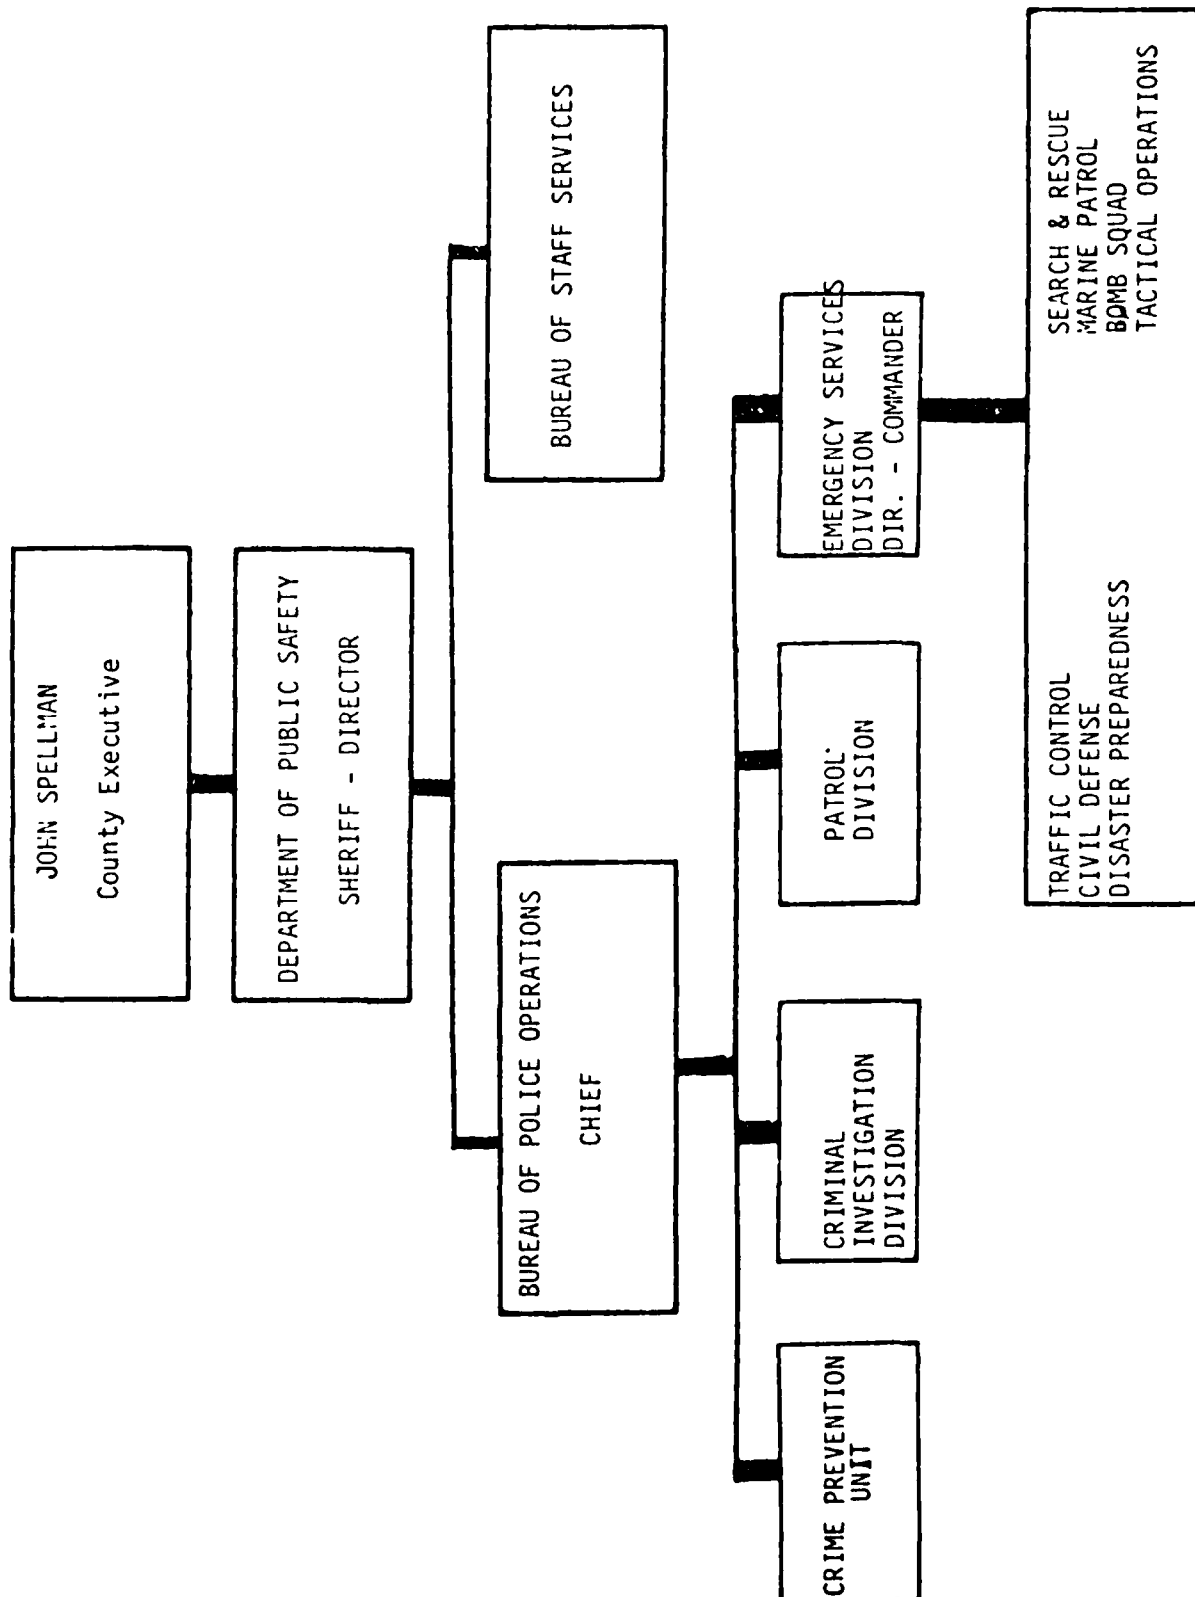 JOHN SPELLMAN
County Executive
DEPARTMENT OF PUBLIC SAFETY
SHERIFF - DIRECTOR
BUREAU OF POLICE OPERATIONS
CHIEF
BUREAU OF STAFF SERVICES
CRIME PREVENTION
UNIT
CRIMINAL
INVESTIGATION
DIVISION
PATROL
DIVISION
EMERGENCY SERVICES
DIVISION
DIR. - COMMANDER
TRAFFIC CONTROL
CIVIL DEFENSE
DISASTER PREPAREDNESS
SEARCH & RESCUE
MARINE PATROL
BOMB SQUAD
TACTICAL OPERATIONS